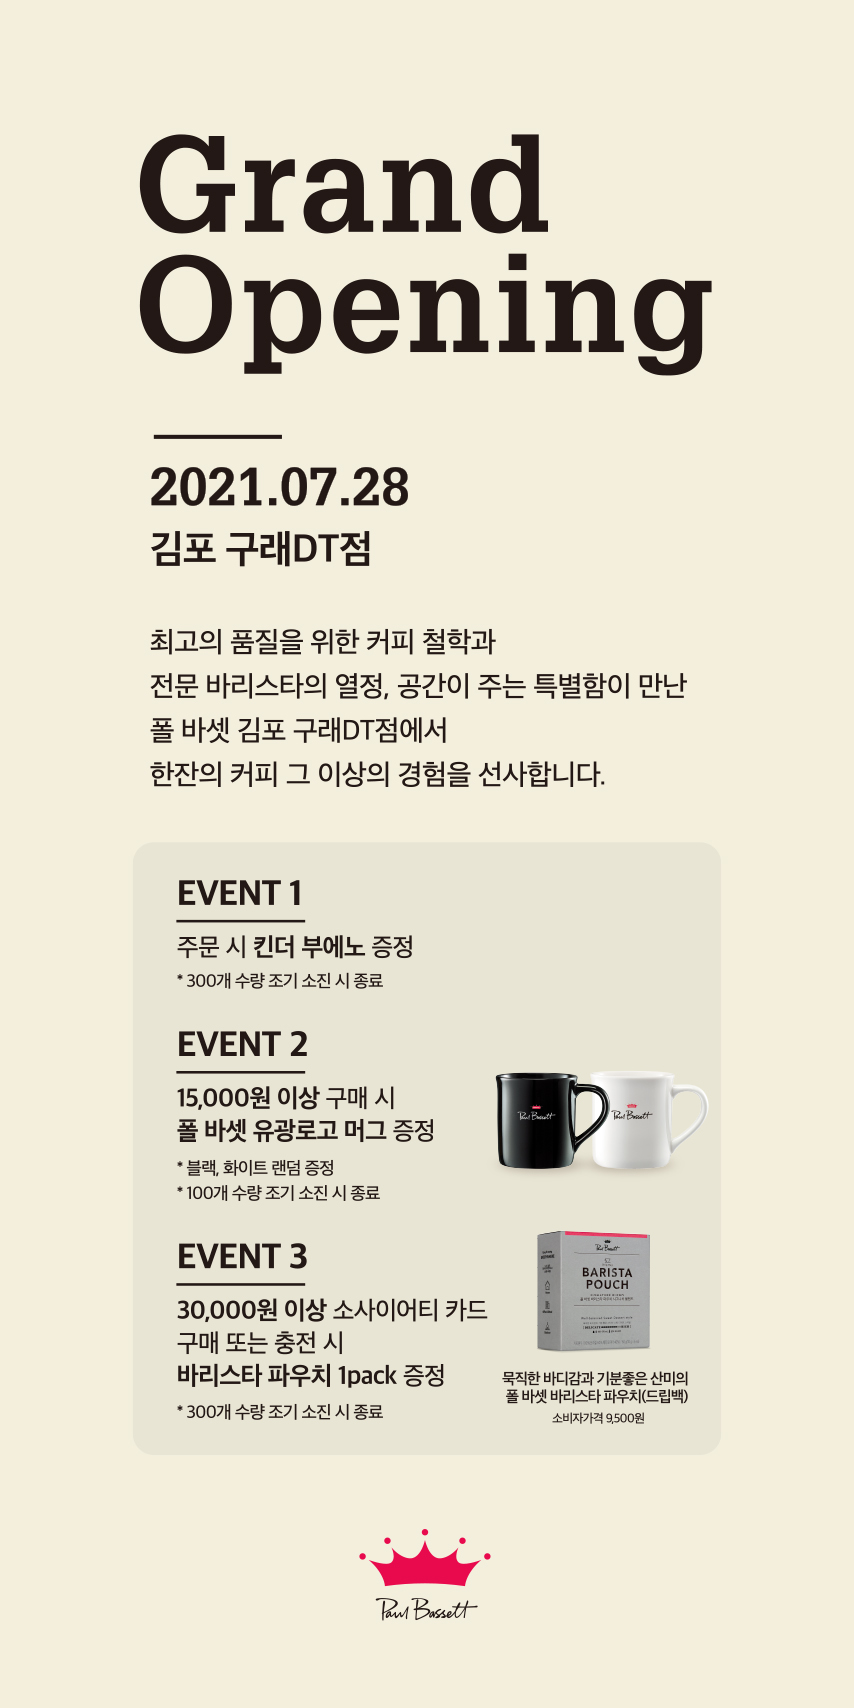 Grand
Opening
2021.07.28
김포 구래DT점
최고의 품질을 위한 커피 철학과
전문 바리스타의 열정, 공간이 주는 특별함이 만난
폴 바셋 김포 구래DT점에서
한잔의 커피 그 이상의 경험을 선사합니다.
EVENT 1
주문 시 킨더 부에노 증정
* 300개 수량 조기 소진 시 종료
EVENT 2
15,000원 이상 구매 시
폴 바셋 유광로고 머그 증정
* 블랙, 화이트 랜덤 증정
* 100개 수량 조기 소진 시 종료
Paul Bassett
Paul Bassett
EVENT 3
30,000원 이상 소사이어티 카드
구매 또는 충전 시
바리스타 파우치 1pack 증정
* 300개 수량 조기 소진 시 종료
Paul Bassett
BARISTA
POUCH
묵직한 바디감과 기분좋은 산미의
폴 바셋 바리스타 파우치(드립백)
소비자가격 9,500원
Paul Bassett